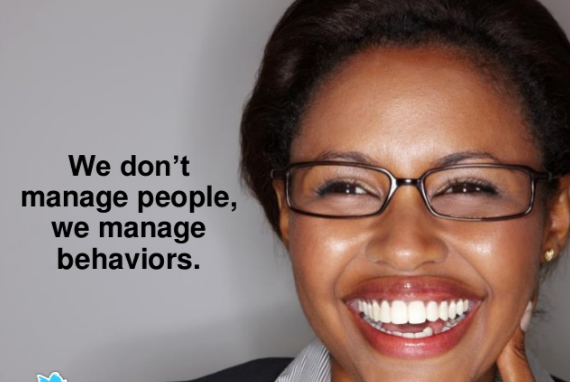 We don’t
manage people,
we manage
behaviors.